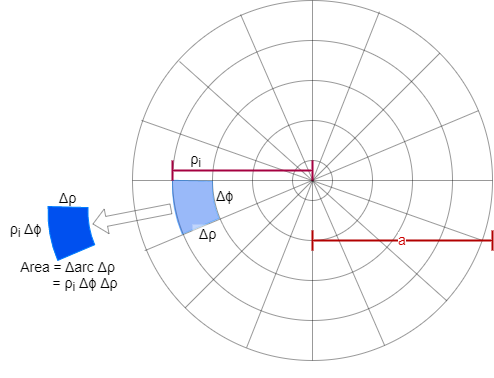 ρᵢ
Δρ
Δϕ
ρᵢ Δϕ
Δρ
a
Area = Δarc Δρ
= ρᵢ Δϕ Δρ